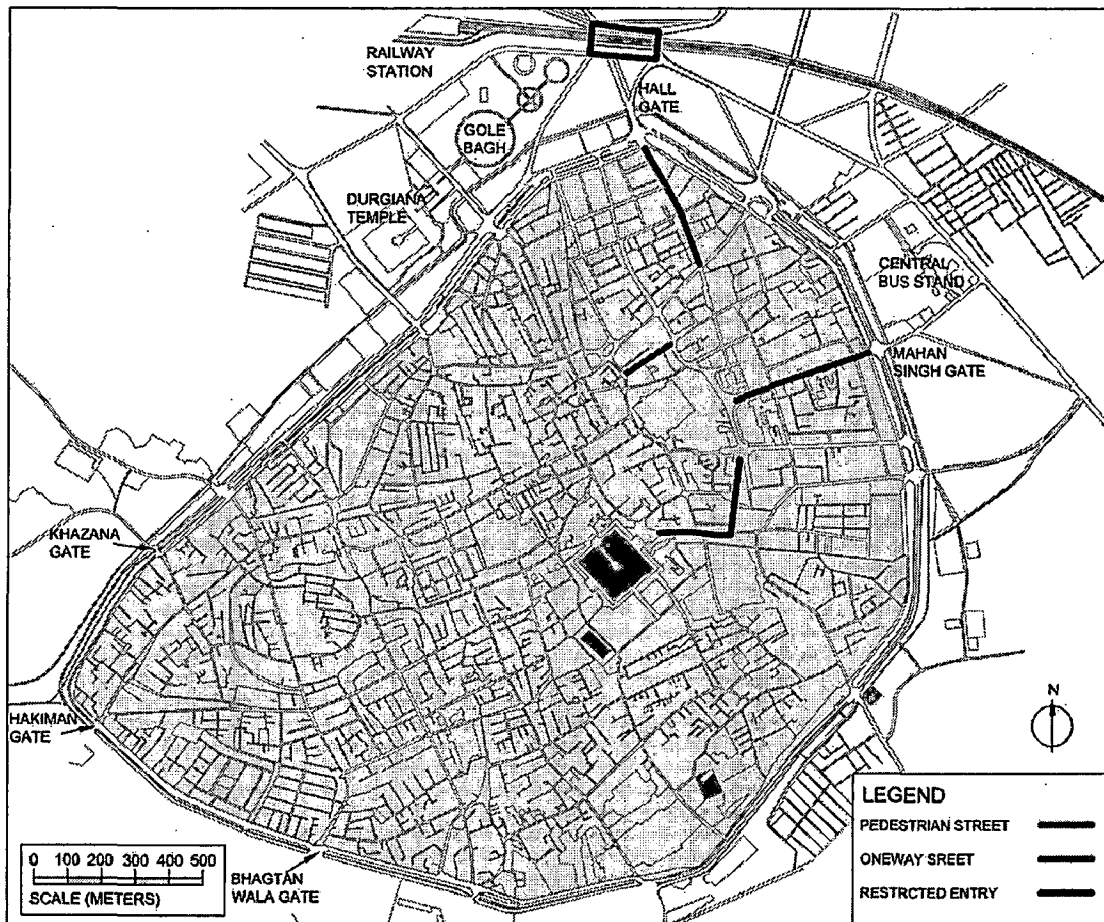 RAILWAY
STATION
HALL
GATE
GOLE
BAGH
DURGIANA
TEMPLE
CENTRAL
BUS STAND
MAHAN
SINGH GATE
KHAZANA
GATE
HAKIMAN
GATE
N
BHAGTAN
WALA GATE
0 100 200 300 400 500
SCALE (METERS)
LEGEND
PEDESTRIAN STREET
ONEWAY SREET
RESTRCTED ENTRY